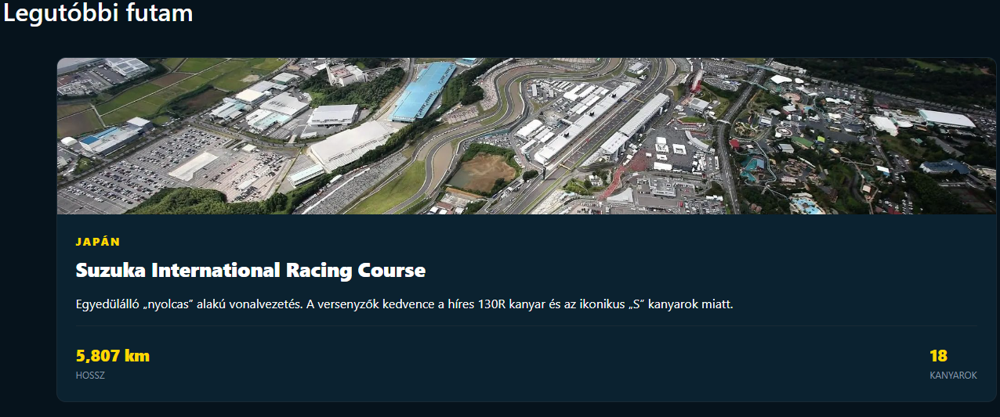 Legutóbbi futam
JAPÁN
Suzuka International Racing Course
Egyedülálló „nyolcas” alakú vonalvezetés. A versenyzők kedvence a híres 130R kanyar és az ikonikus „S” kanyarok miatt.
5,807 km
18
HOSSZ
KANYAROK